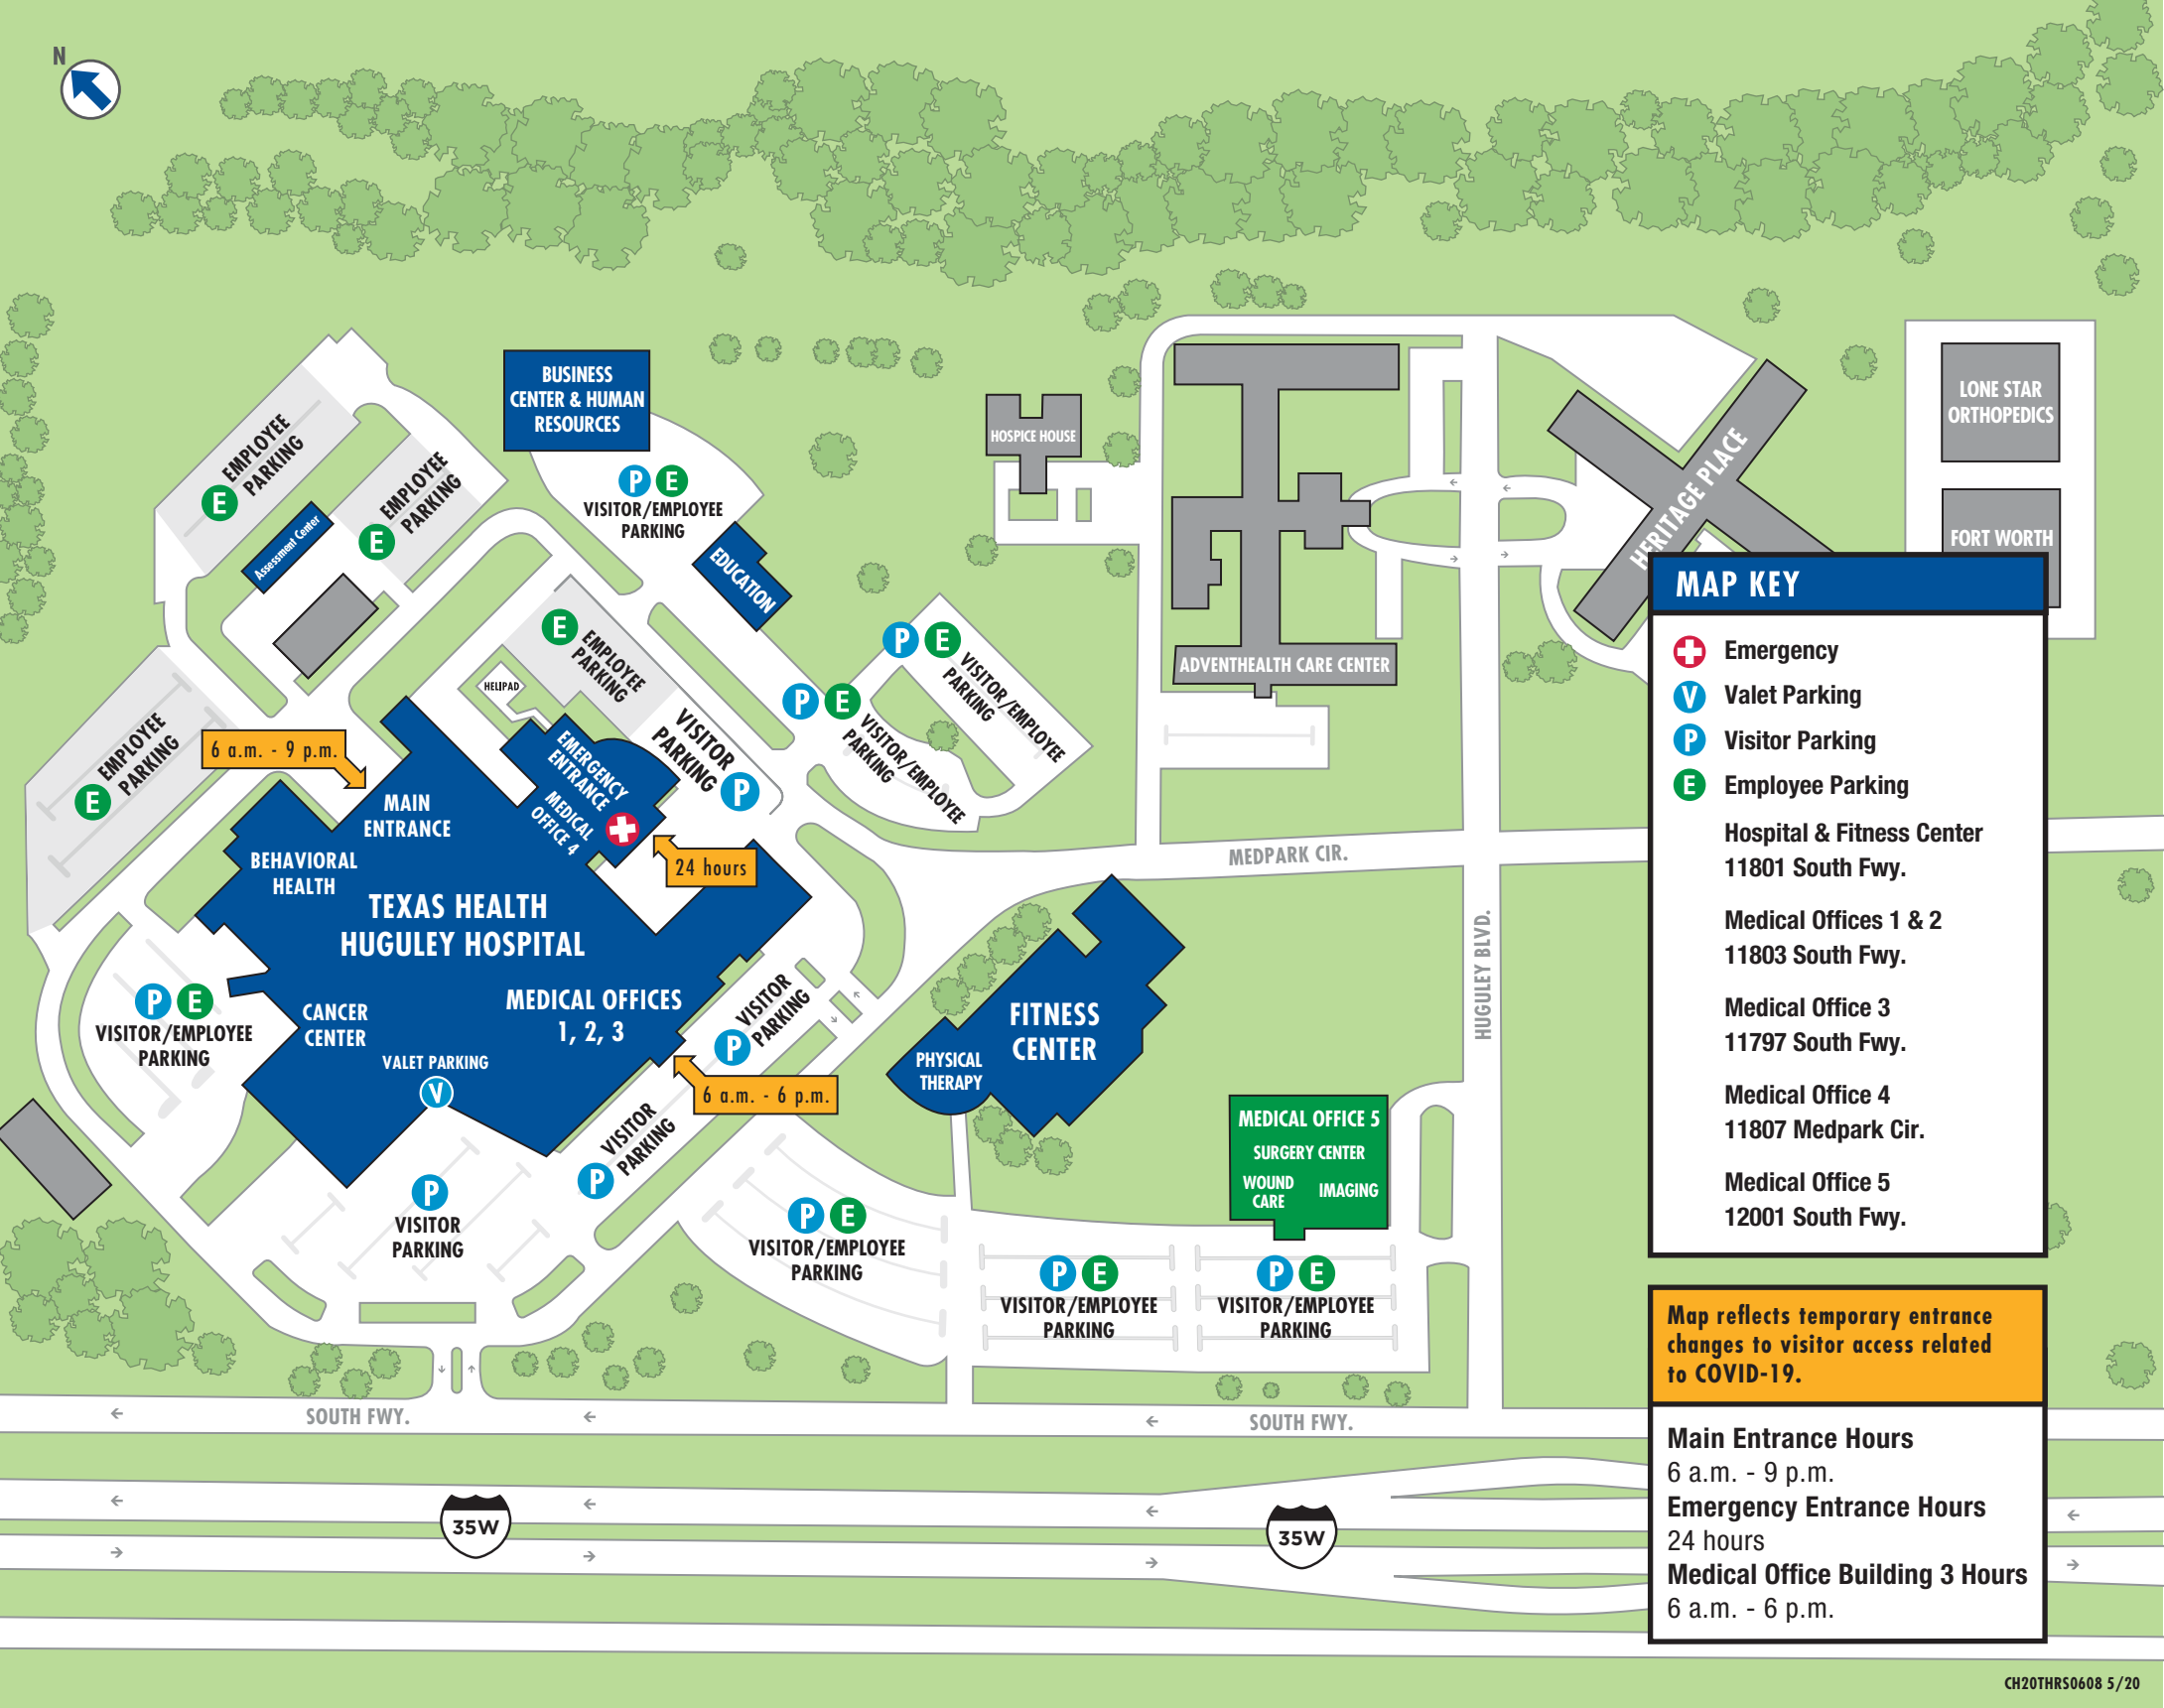 N
BUSINESS
CENTER & HUMAN
RESOURCES
P E
VISITOR/EMPLOYEE
PARKING
EMPLOYEE
PARKING
E
EMPLOYEE
PARKING
E
Assessment Center
EDUCATION
HOSPICE HOUSE
ADVENTHEALTH CARE CENTER
HERITAGE PLACE
LONE STAR
ORTHOPEDICS
FORT WORTH
E
EMPLOYEE
PARKING
HELIPAD
P E
VISITOR/EMPLOYEE
PARKING
P E
VISITOR/EMPLOYEE
PARKING
EMPLOYEE
PARKING
E
6 a.m. - 9 p.m.
MAIN
ENTRANCE
EMERGENCY
ENTRANCE
MEDICAL
OFFICE 4
VISITOR
PARKING
P
24 hours
BEHAVIORAL
HEALTH
TEXAS HEALTH
HUGULEY HOSPITAL
MEDPARK CIR.
HUGULEY BLVD.
P E
VISITOR/EMPLOYEE
PARKING
CANCER
CENTER
MEDICAL OFFICES
1, 2, 3
VALET PARKING
V
VISITOR
PARKING
P
6 a.m. - 6 p.m.
VISITOR
PARKING
P
FITNESS
CENTER
PHYSICAL
THERAPY
MEDICAL OFFICE 5
SURGERY CENTER
WOUND
CARE
IMAGING
P
VISITOR
PARKING
P E
VISITOR/EMPLOYEE
PARKING
P E
VISITOR/EMPLOYEE
PARKING
P E
VISITOR/EMPLOYEE
PARKING
SOUTH FWY.
SOUTH FWY.
35W
35W
MAP KEY
Emergency
V Valet Parking
P Visitor Parking
E Employee Parking
Hospital & Fitness Center
11801 South Fwy.
Medical Offices 1 & 2
11803 South Fwy.
Medical Office 3
11797 South Fwy.
Medical Office 4
11807 Medpark Cir.
Medical Office 5
12001 South Fwy.
Map reflects temporary entrance
changes to visitor access related
to COVID-19.
Main Entrance Hours
6 a.m. - 9 p.m.
Emergency Entrance Hours
24 hours
Medical Office Building 3 Hours
6 a.m. - 6 p.m.
CH20THRS0608 5/20